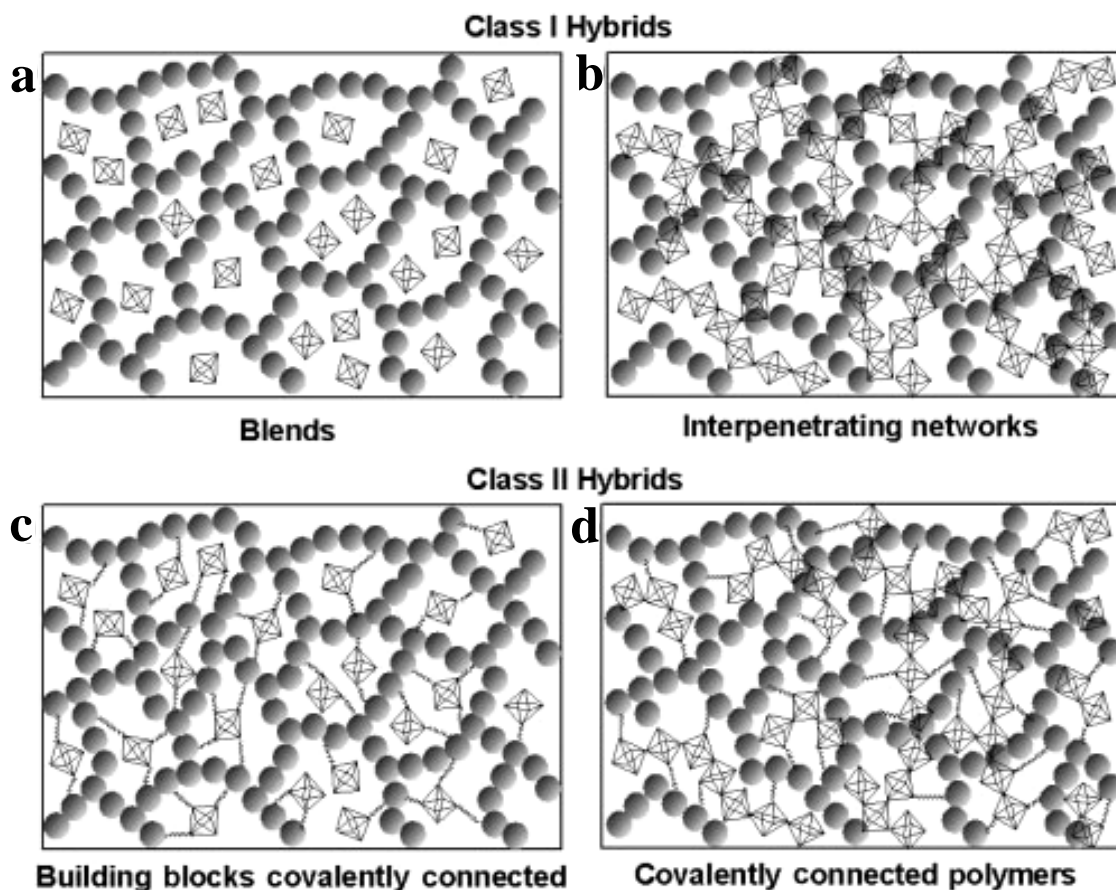 Class I Hybrids
a
b
Blends
Interpenetrating networks
Class II Hybrids
c
d
Building blocks covalently connected
Covalently connected polymers